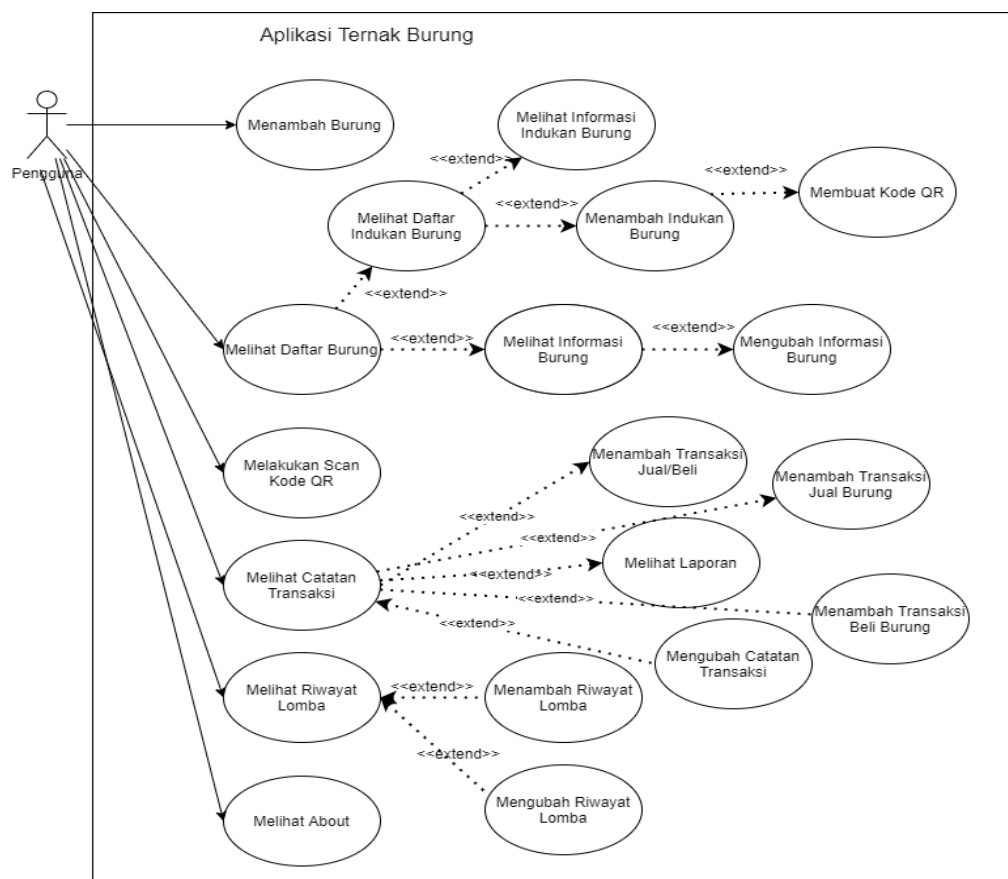 Aplikasi Ternak Burung
Pengguna
Menambah Burung
Melihat Informasi
Indukan Burung
<<extend>>
Melihat Daftar
Indukan Burung
<<extend>>
Menambah Indukan
Burung
<<extend>>
Membuat Kode QR
<<extend>>
Melihat Daftar Burung
<<extend>>
Melihat Informasi
Burung
<<extend>>
Mengubah Informasi
Burung
Melakukan Scan
Kode QR
Menambah Transaksi
Jual/Beli
Menambah Transaksi
Jual Burung
<<extend>>
<<extend>>
Melihat Catatan
Transaksi
<<extend>>
Melihat Laporan
<<extend>>
Menambah Transaksi
Beli Burung
<<extend>>
Mengubah Catatan
Transaksi
Melihat Riwayat
Lomba
<<extend>>
Menambah Riwayat
Lomba
<<extend>>
Mengubah Riwayat
Lomba
Melihat About